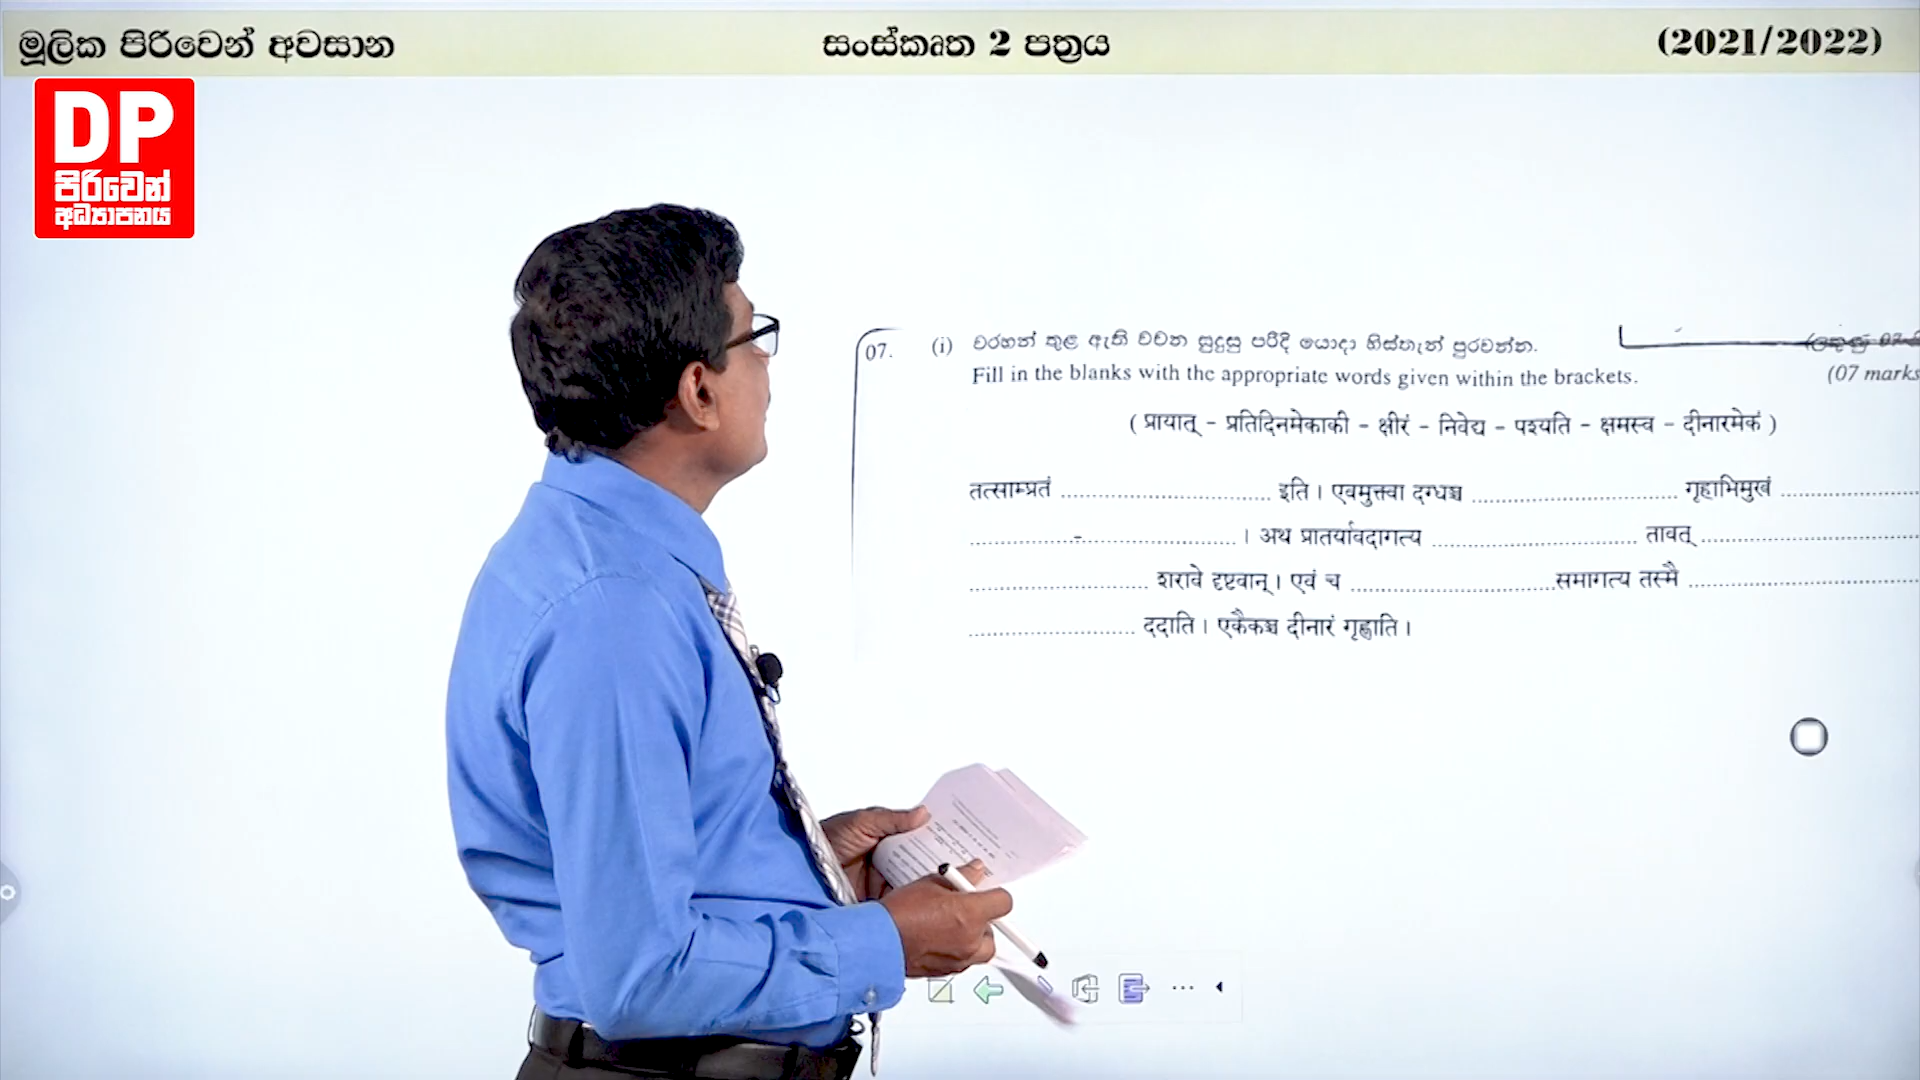 මූලික පිරිවෙන් අවසාන
සංස්කෘත 2 පත්‍රය
(2021/2022)
DP
පිරිවෙන්
අධ්‍යාපනය
07. (i) වරහන් තුළ ඇති වචන සුදුසු පරිදි යොදා හිස්තැන් පුරවන්න.
Fill in the blanks with the appropriate words given within the brackets.
(07 marks
( प्रायात् - प्रतिदिनमेकाकी - क्षीरं - निवेद्य - पश्यति - क्षमस्व - दीनारमेकं )
तत्साम्प्रतं .............................. इति । एवमुक्त्वा दग्धञ्च .............................. गृहाभिमुखं ....................
.............................. । अथ प्रातर्यावदागत्य .............................. तावत् ..............................
.............................. शरावे दृष्टवान् । एवं च ..............................समागत्य तस्मै ..............................
.............................. ददाति । एकैकञ्च दीनारं गृह्णाति ।